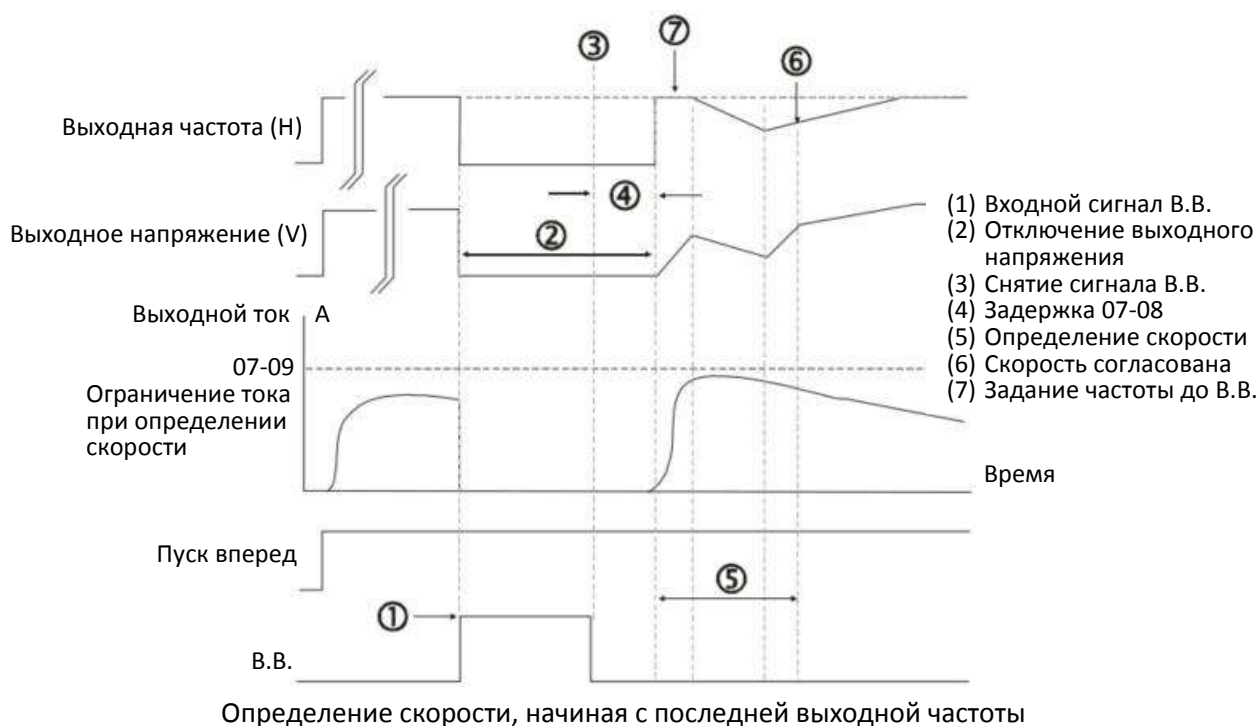 ③
⑦
⑥
Выходная частота (H)
④
Выходное напряжение (V)
②
(1) Входной сигнал B.B.
(2) Отключение выходного
напряжения
(3) Снятие сигнала B.B.
(4) Задержка 07-08
(5) Определение скорости
(6) Скорость согласована
(7) Задание частоты до B.B.
Выходной ток A
07-09
Ограничение тока
при определении
скорости
Время
Пуск вперед
⑤
①
B.B.
Определение скорости, начиная с последней выходной частоты